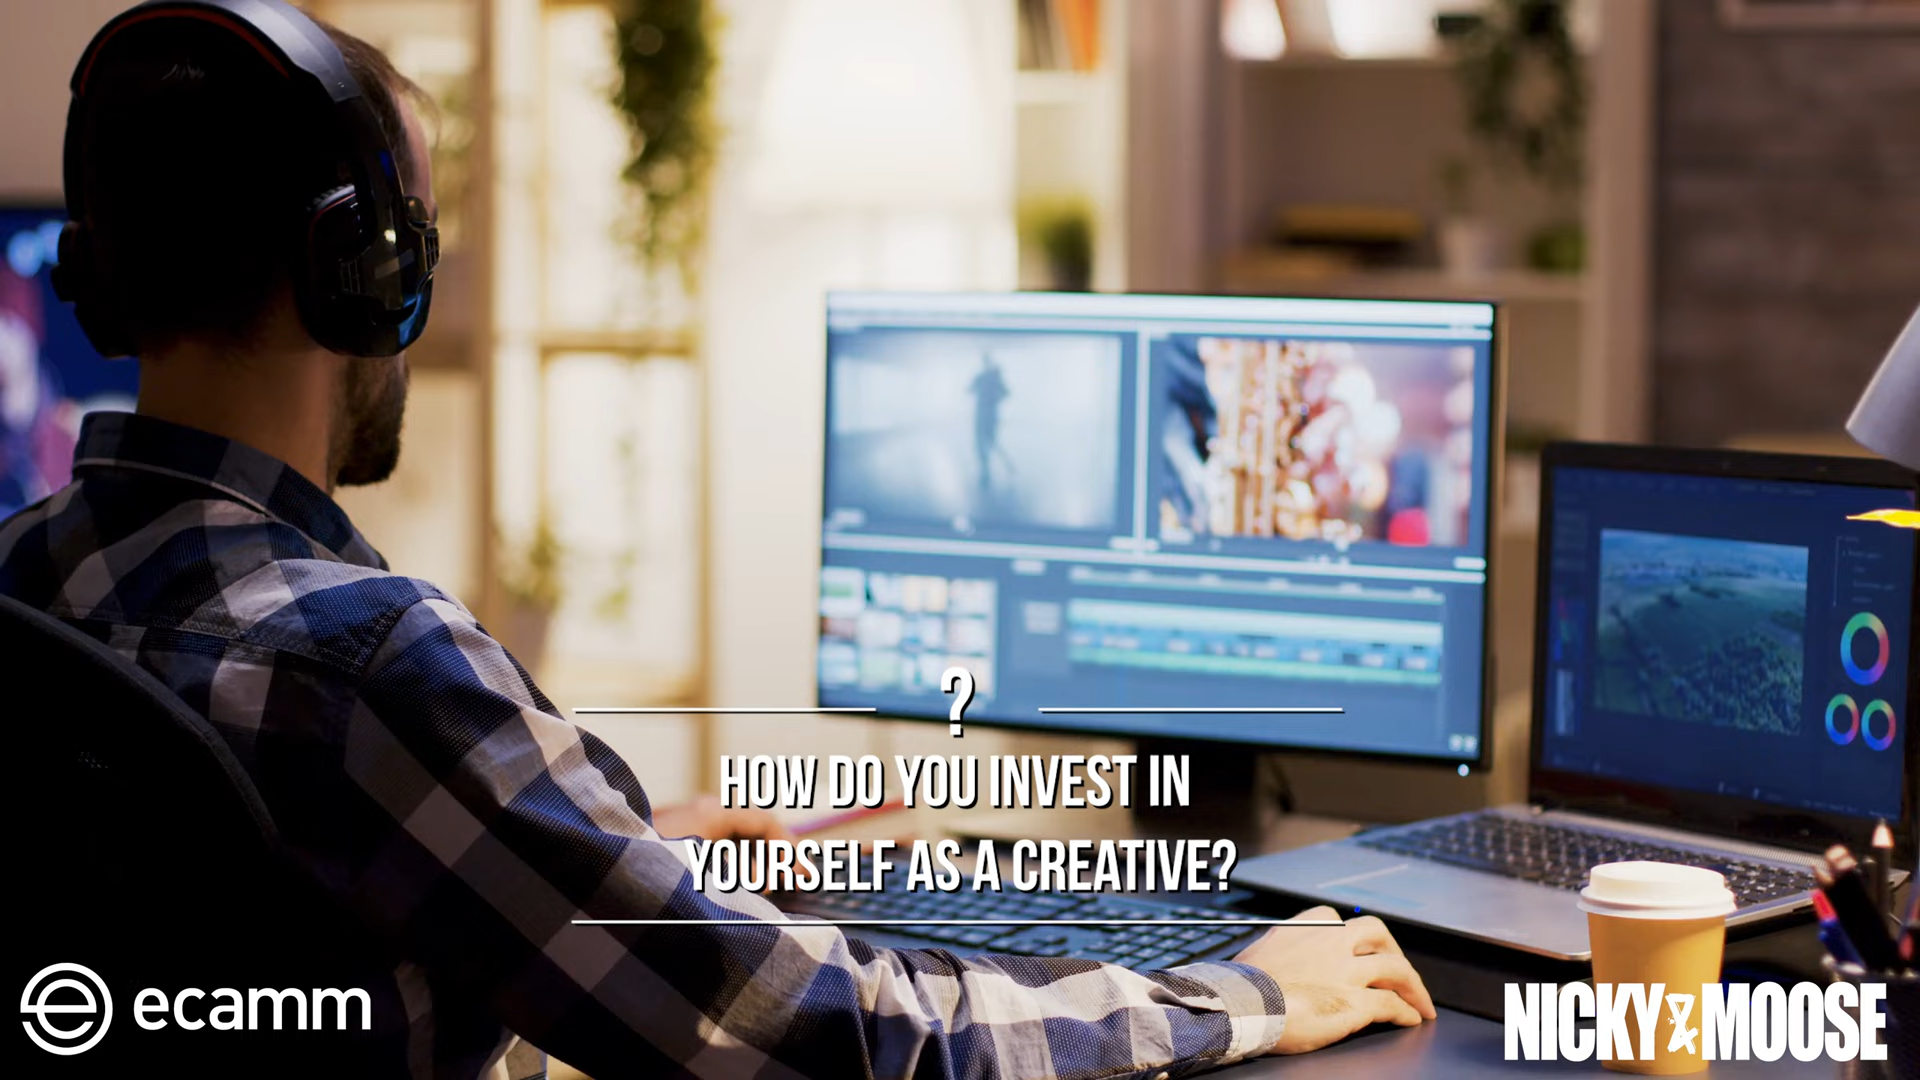 ?
HOW DO YOU INVEST IN
YOURSELF AS A CREATIVE?
ecamm
NICKY&MOOSE